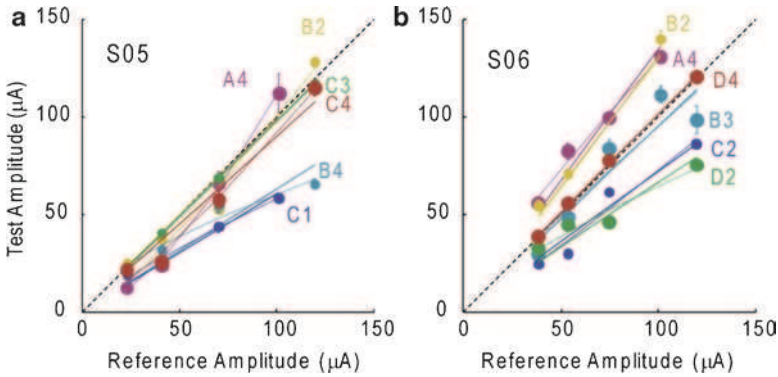 a
S05
Test Amplitude (µA)
150
100
50
0
B2
A4
C3
C4
B4
C1
0 50 100 150
Reference Amplitude (µA)
b
S06
150
100
50
0
B2
A4
D4
B3
C2
D2
0 50 100 150
Reference Amplitude (µA)